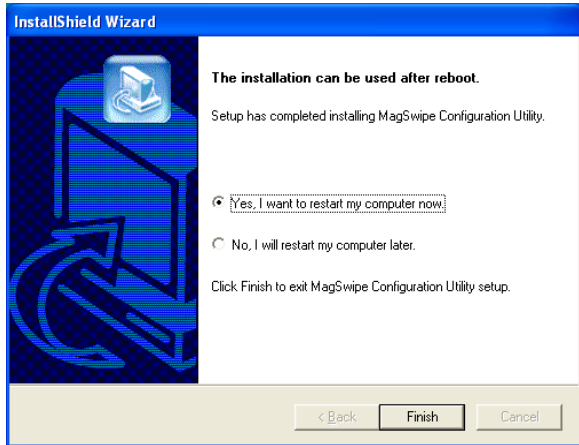 InstallShield Wizard
The installation can be used after reboot.
Setup has completed installing MagSwipe Configuration Utility.
Yes, I want to restart my computer now.
No, I will restart my computer later.
Click Finish to exit MagSwipe Configuration Utility setup.
< Back
Finish
Cancel